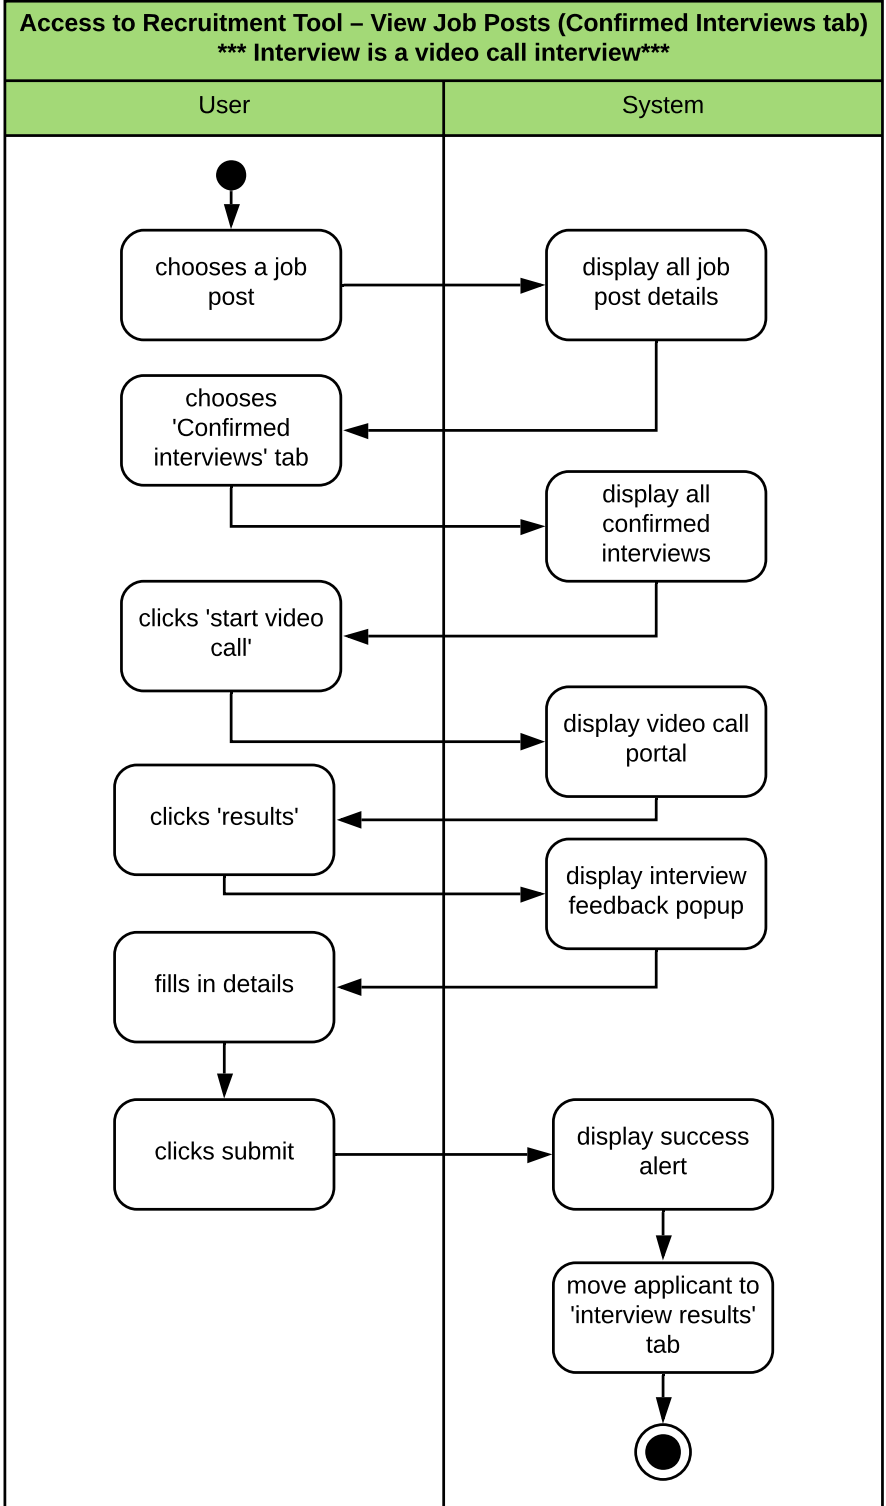 Access to Recruitment Tool – View Job Posts (Confirmed Interviews tab)
*** Interview is a video call interview***
User
System
chooses a job
post
display all job
post details
chooses
'Confirmed
interviews' tab
display all
confirmed
interviews
clicks 'start video
call'
display video call
portal
clicks 'results'
display interview
feedback popup
fills in details
clicks submit
display success
alert
move applicant to
'interview results'
tab